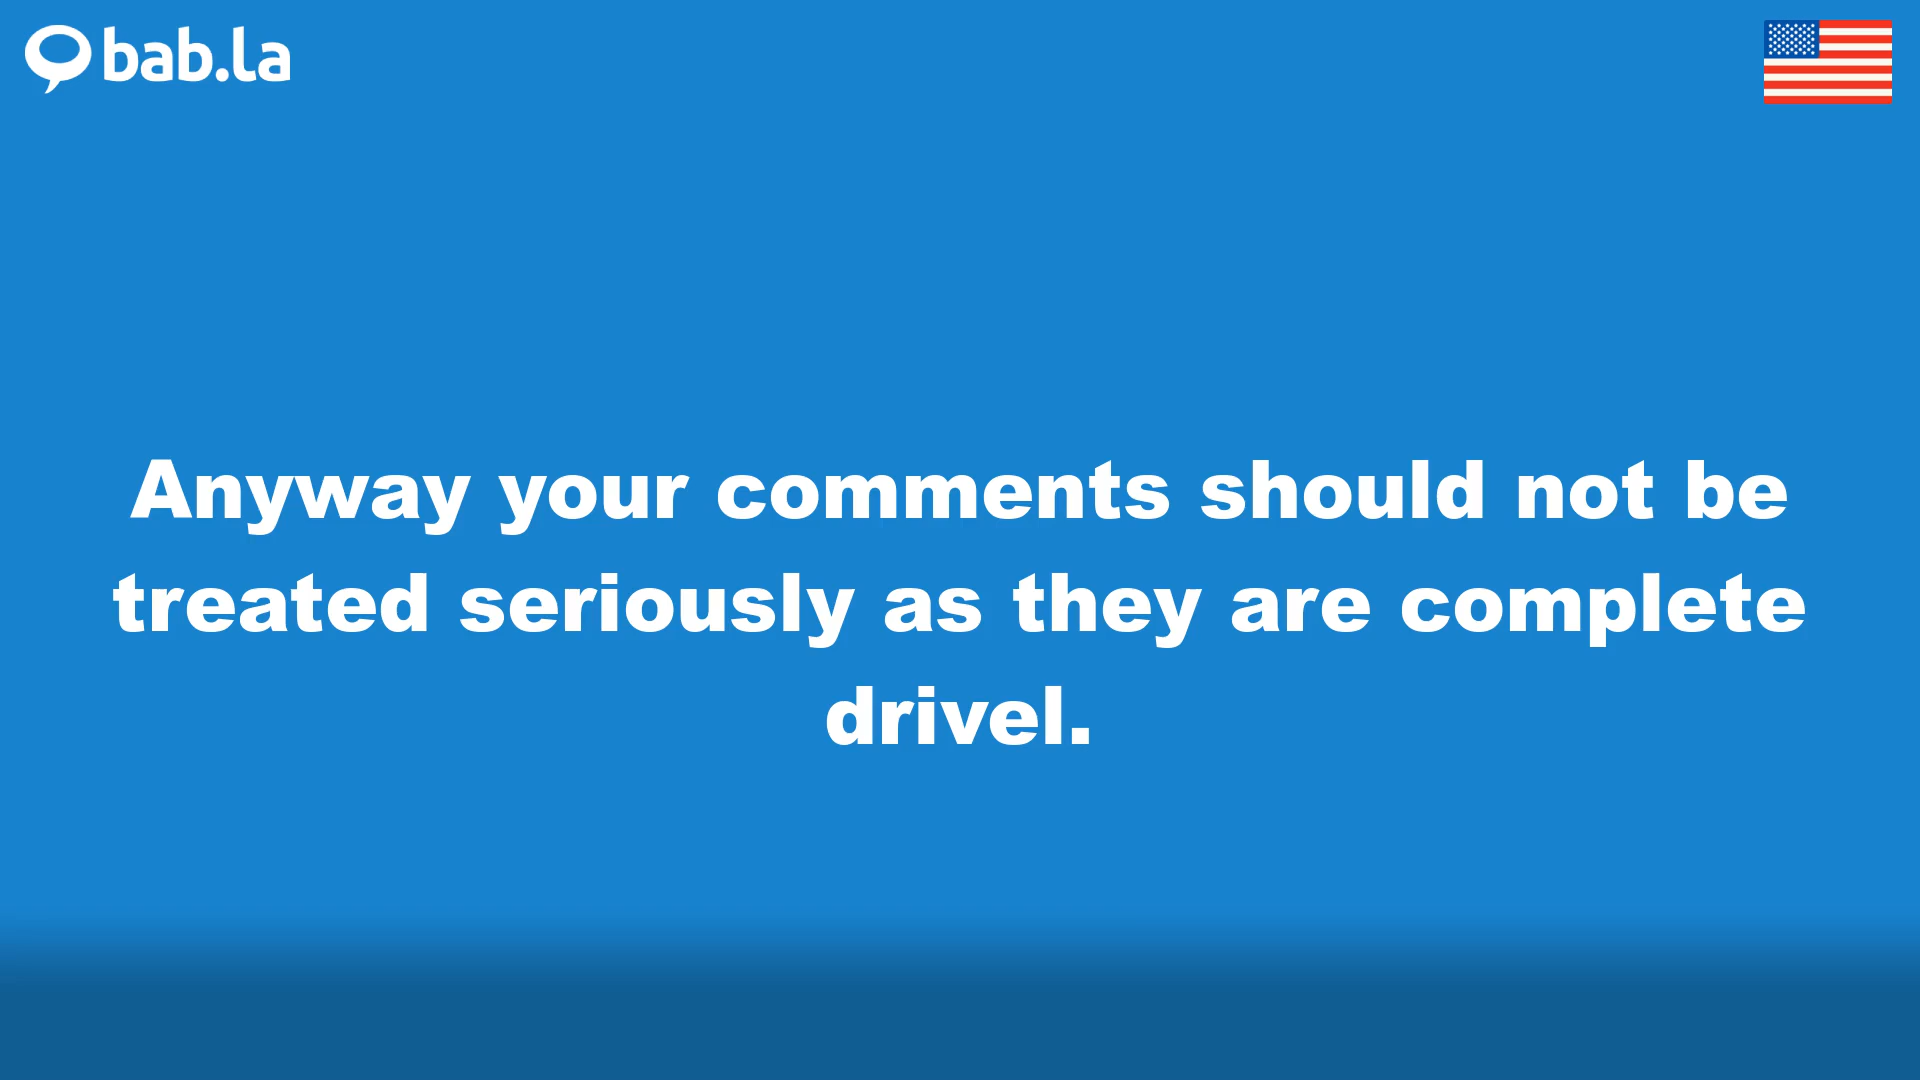 bab.la
Anyway your comments should not be
treated seriously as they are complete
drivel.